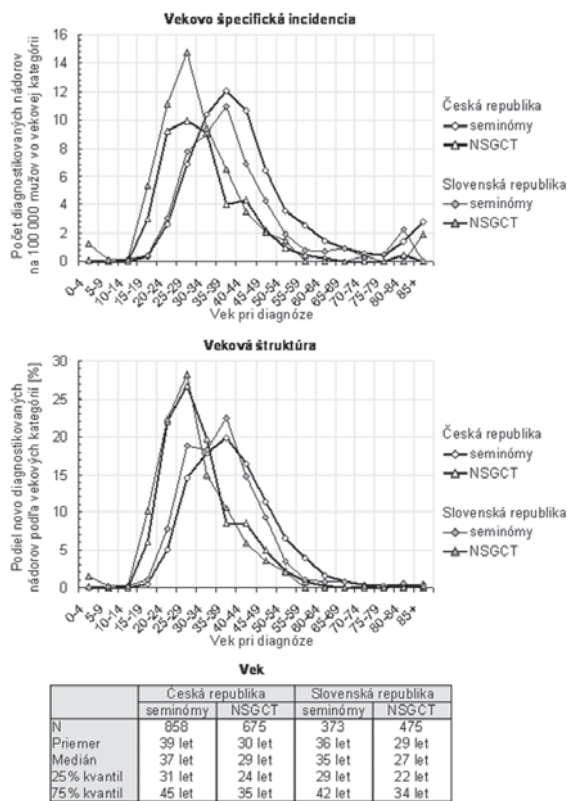 Vekovo špecifická incidencia
Počet diagnostikovaných nádorov
na 100 000 mužov vo vekovej kategórii
16
14
12
10
8
6
4
2
0
0-4
5-9
10-14
15-19
20-24
25-29
30-34
35-39
40-44
45-49
50-54
55-59
60-64
65-69
70-74
75-79
80-84
85+
Vek pri diagnóze
Česká republika
seminómy
NSGCT
Slovenská republika
seminómy
NSGCT
Veková štruktúra
Podiel novo diagnostikovaných
nádorov podľa vekových kategórií [%]
30
25
20
15
10
5
0
0-4
5-9
10-14
15-19
20-24
25-29
30-34
35-39
40-44
45-49
50-54
55-59
60-64
65-69
70-74
75-79
80-84
85+
Vek pri diagnóze
Česká republika
seminómy
NSGCT
Slovenská republika
seminómy
NSGCT
Vek
Česká republika Slovenská republika
seminómy NSGCT seminómy NSGCT
N 858 675 373 475
Priemer 39 let 30 let 36 let 29 let
Medián 37 let 29 let 35 let 27 let
25% kvantil 31 let 24 let 29 let 22 let
75% kvantil 45 let 35 let 42 let 34 let